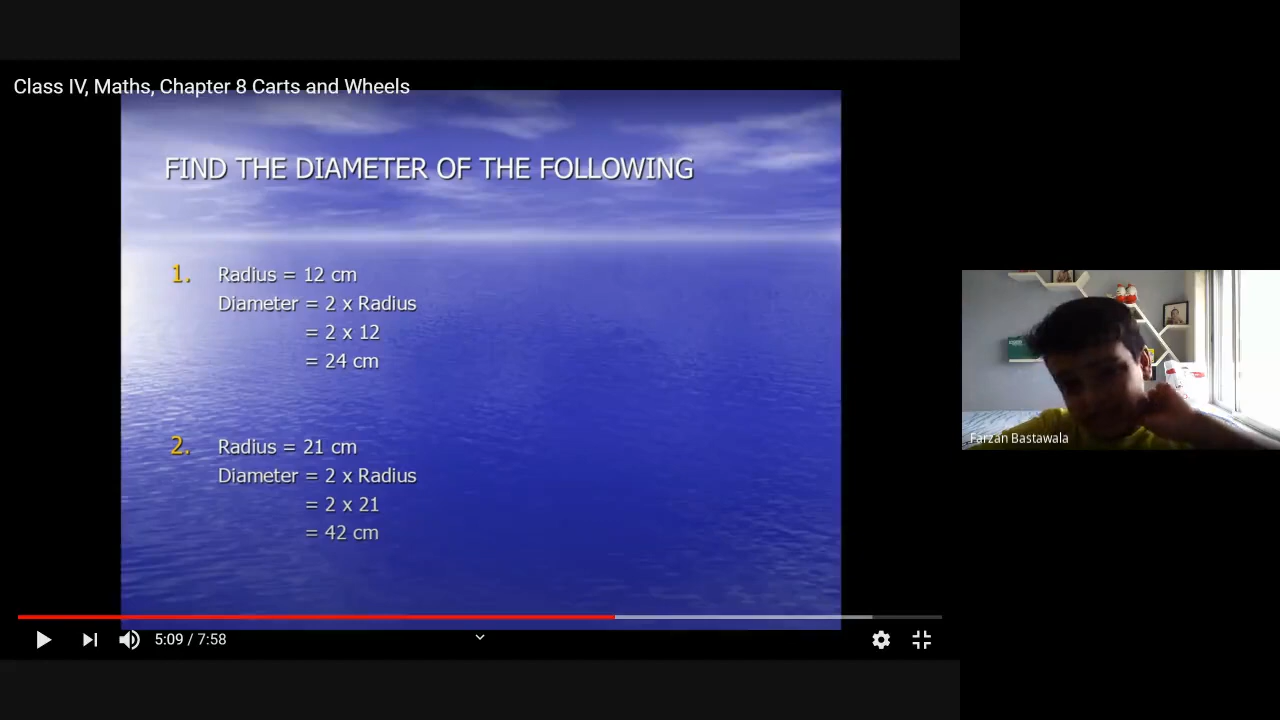 Class IV, Maths, Chapter 8 Carts and Wheels
FIND THE DIAMETER OF THE FOLLOWING
1. Radius = 12 cm
Diameter = 2 x Radius
= 2 x 12
= 24 cm
2. Radius = 21 cm
Diameter = 2 x Radius
= 2 x 21
= 42 cm
5:09 / 7:58
Farzan Bastawala